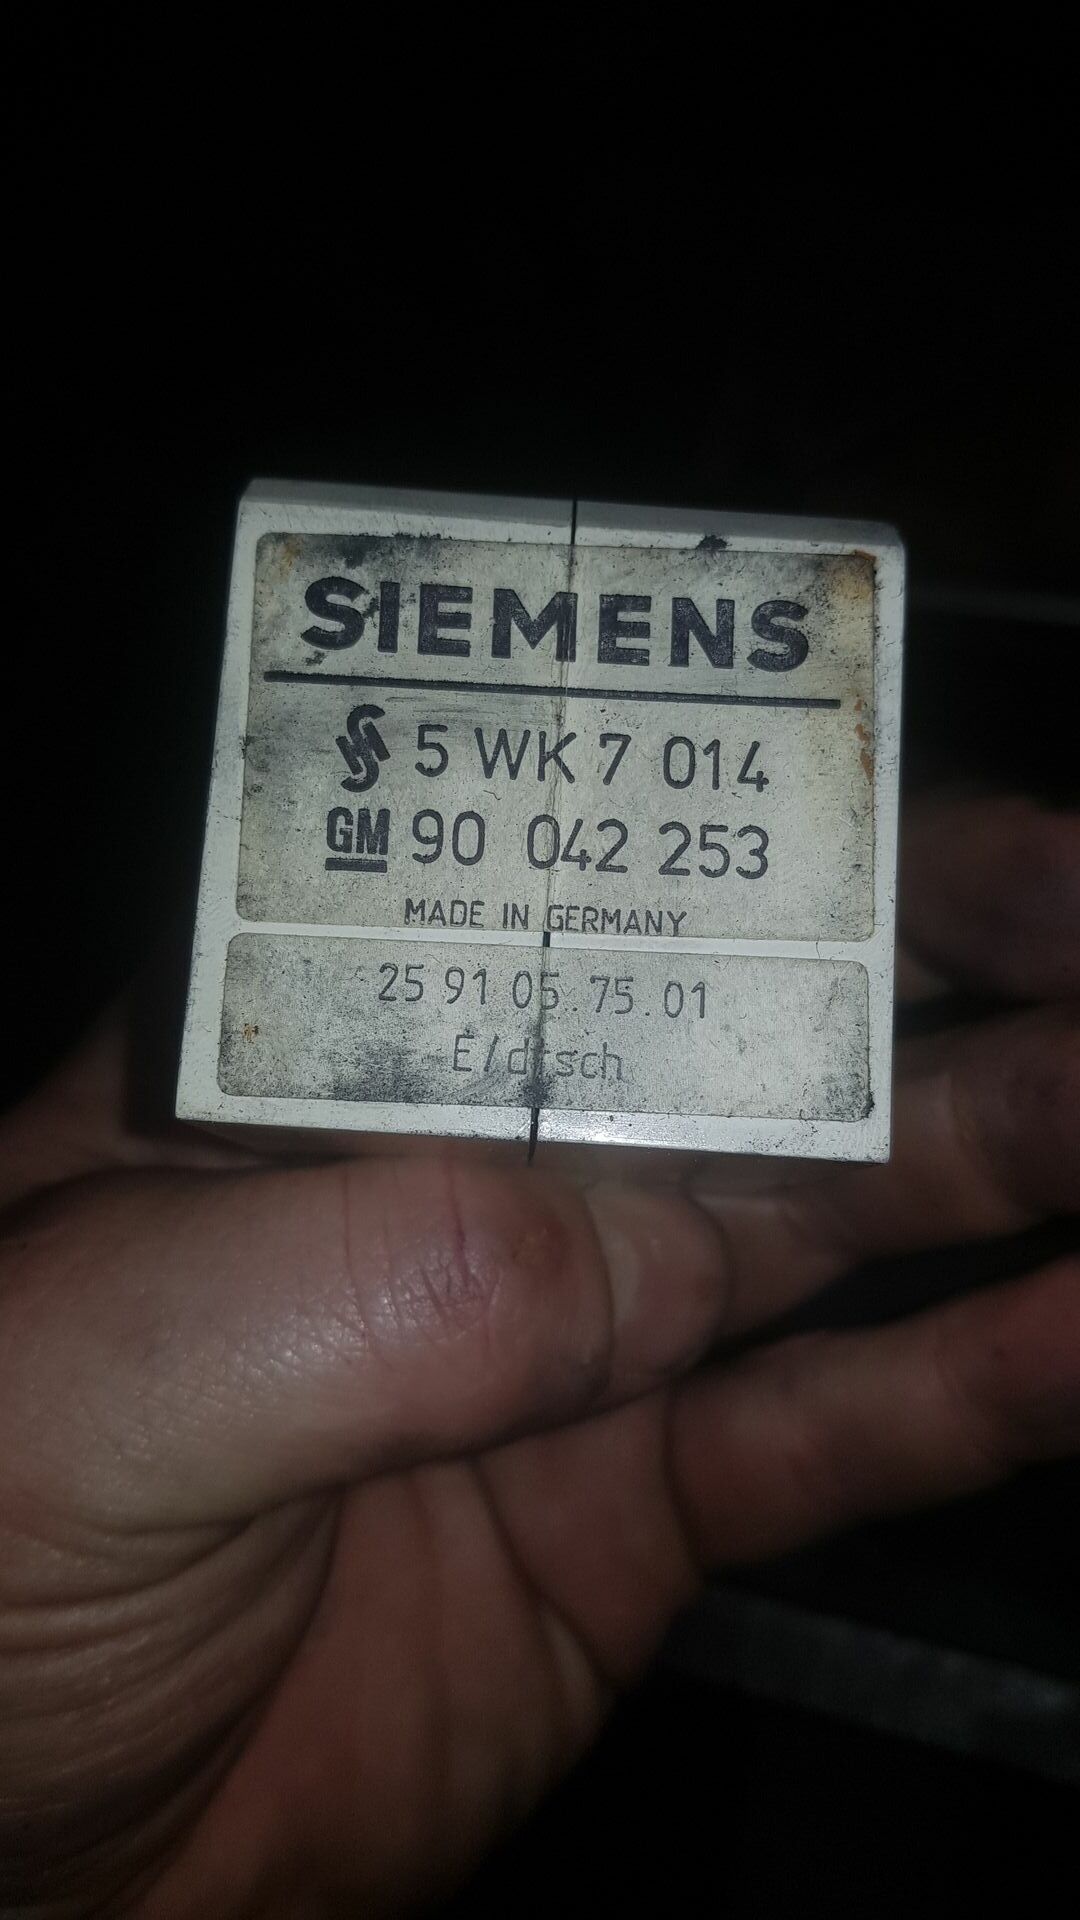 SIEMENS
5 WK 7 014
GM 90 042 253
MADE IN GERMANY
25 91 05.75.01
E/dtsch